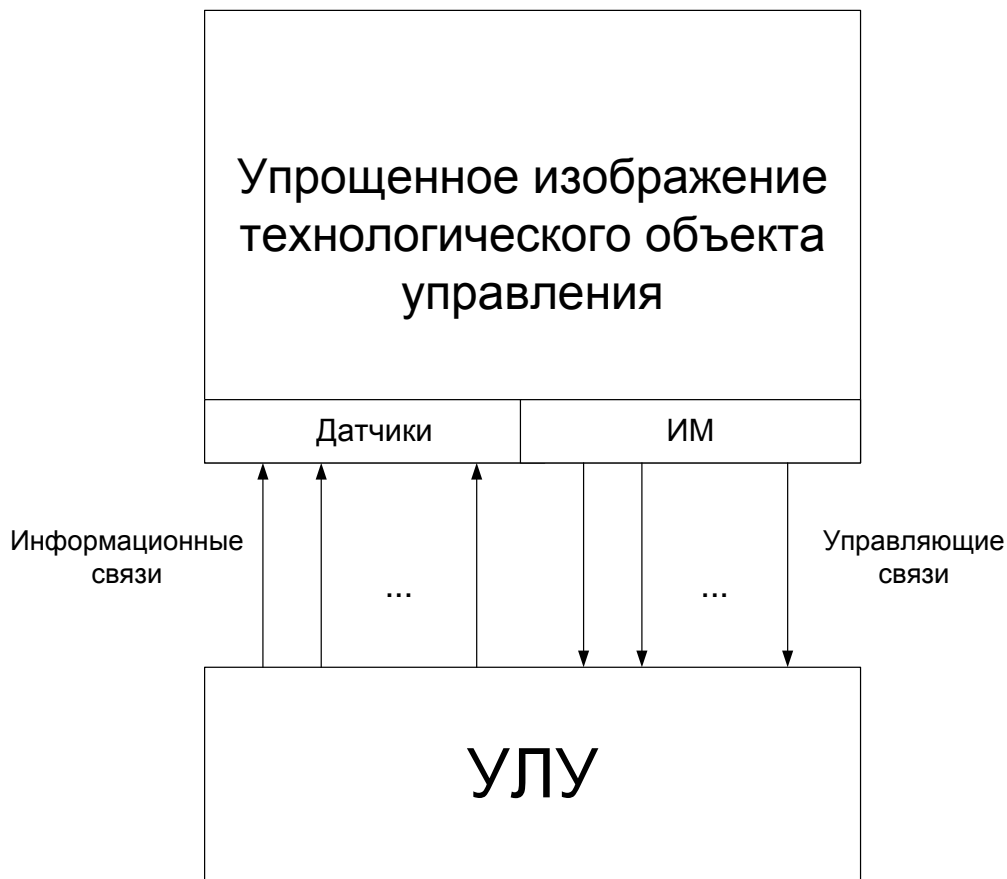 Упрощенное изображение
технологического объекта
управления
Датчики
ИМ
Информационные
связи
...
...
Управляющие
связи
УЛУ